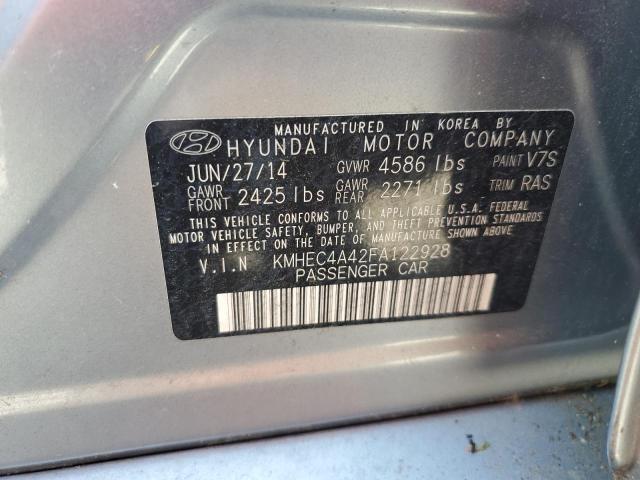 MANUFACTURED IN KOREA BY
HYUNDAI MOTOR COMPANY
JUN/27/14 GVWR 4586 lbs PAINT V7S
GAWR FRONT 2425 lbs GAWR REAR 2271 lbs TRIM RAS
THIS VEHICLE CONFORMS TO ALL APPLICABLE U.S.A. FEDERAL
MOTOR VEHICLE SAFETY, BUMPER, AND THEFT PREVENTION STANDARDS
IN EFFECT ON THE DATE OF MANUFACTURE SHOWN ABOVE.
V.I.N KMHEC4A42FA122928
PASSENGER CAR